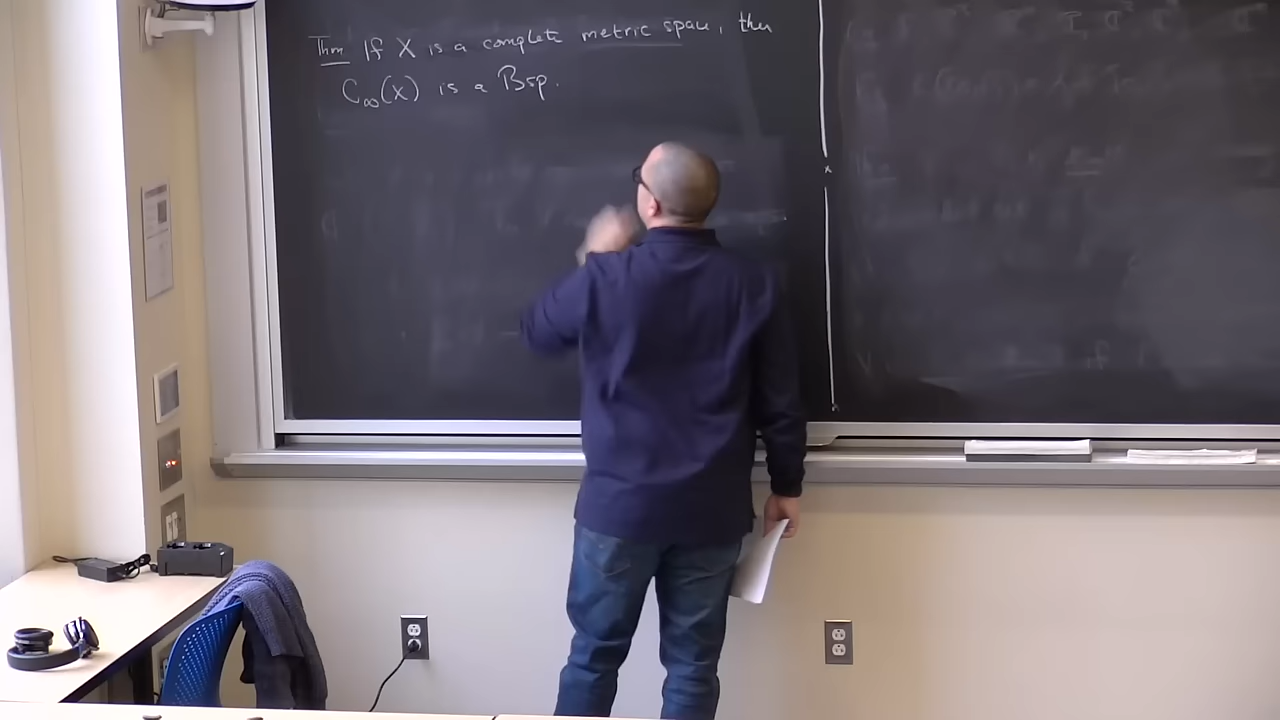 Thm If X is a complete metric space, then
C∞(X) is a Bsp.